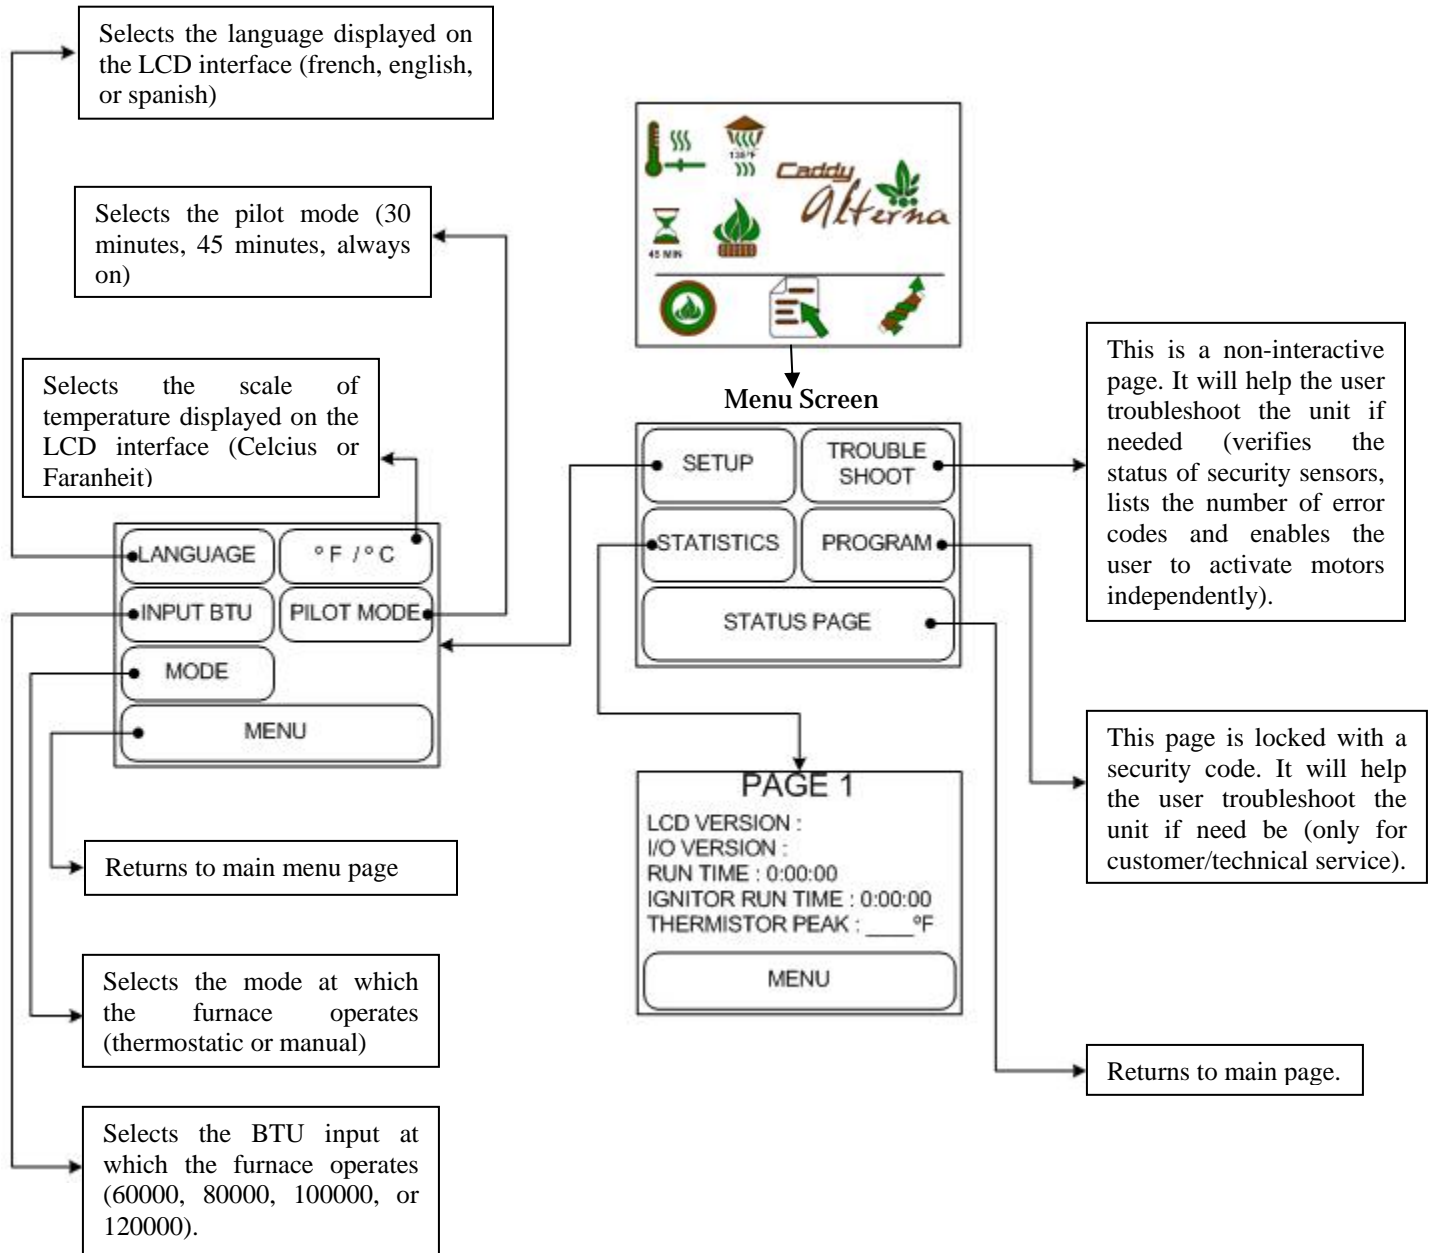 Selects the language displayed on
the LCD interface (french, english,
or spanish)
Selects the pilot mode (30
minutes, 45 minutes, always
on)
Selects the scale of
temperature displayed on the
LCD interface (Celcius or
Faranheit)
135°F
45 MIN
Caddy
Alterna
Menu Screen
SETUP
TROUBLE
SHOOT
STATISTICS
PROGRAM
STATUS PAGE
This is a non-interactive
page. It will help the user
troubleshoot the unit if
needed (verifies the
status of security sensors,
lists the number of error
codes and enables the
user to activate motors
independently).
LANGUAGE
° F / ° C
INPUT BTU
PILOT MODE
MODE
MENU
PAGE 1
LCD VERSION :
I/O VERSION :
RUN TIME : 0:00:00
IGNITOR RUN TIME : 0:00:00
THERMISTOR PEAK : ____°F
MENU
This page is locked with a
security code. It will help
the user troubleshoot the
unit if need be (only for
customer/technical service).
Returns to main menu page
Selects the mode at which
the furnace operates
(thermostatic or manual)
Returns to main page.
Selects the BTU input at
which the furnace operates
(60000, 80000, 100000, or
120000).